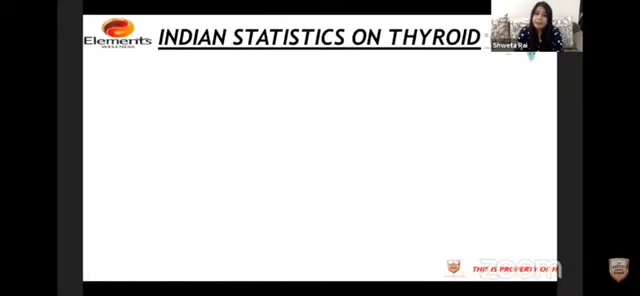 Elements
WELLNESS
INDIAN STATISTICS ON THYROID
Shweta Rai
zoom
THIS IS PROPERTY OF H